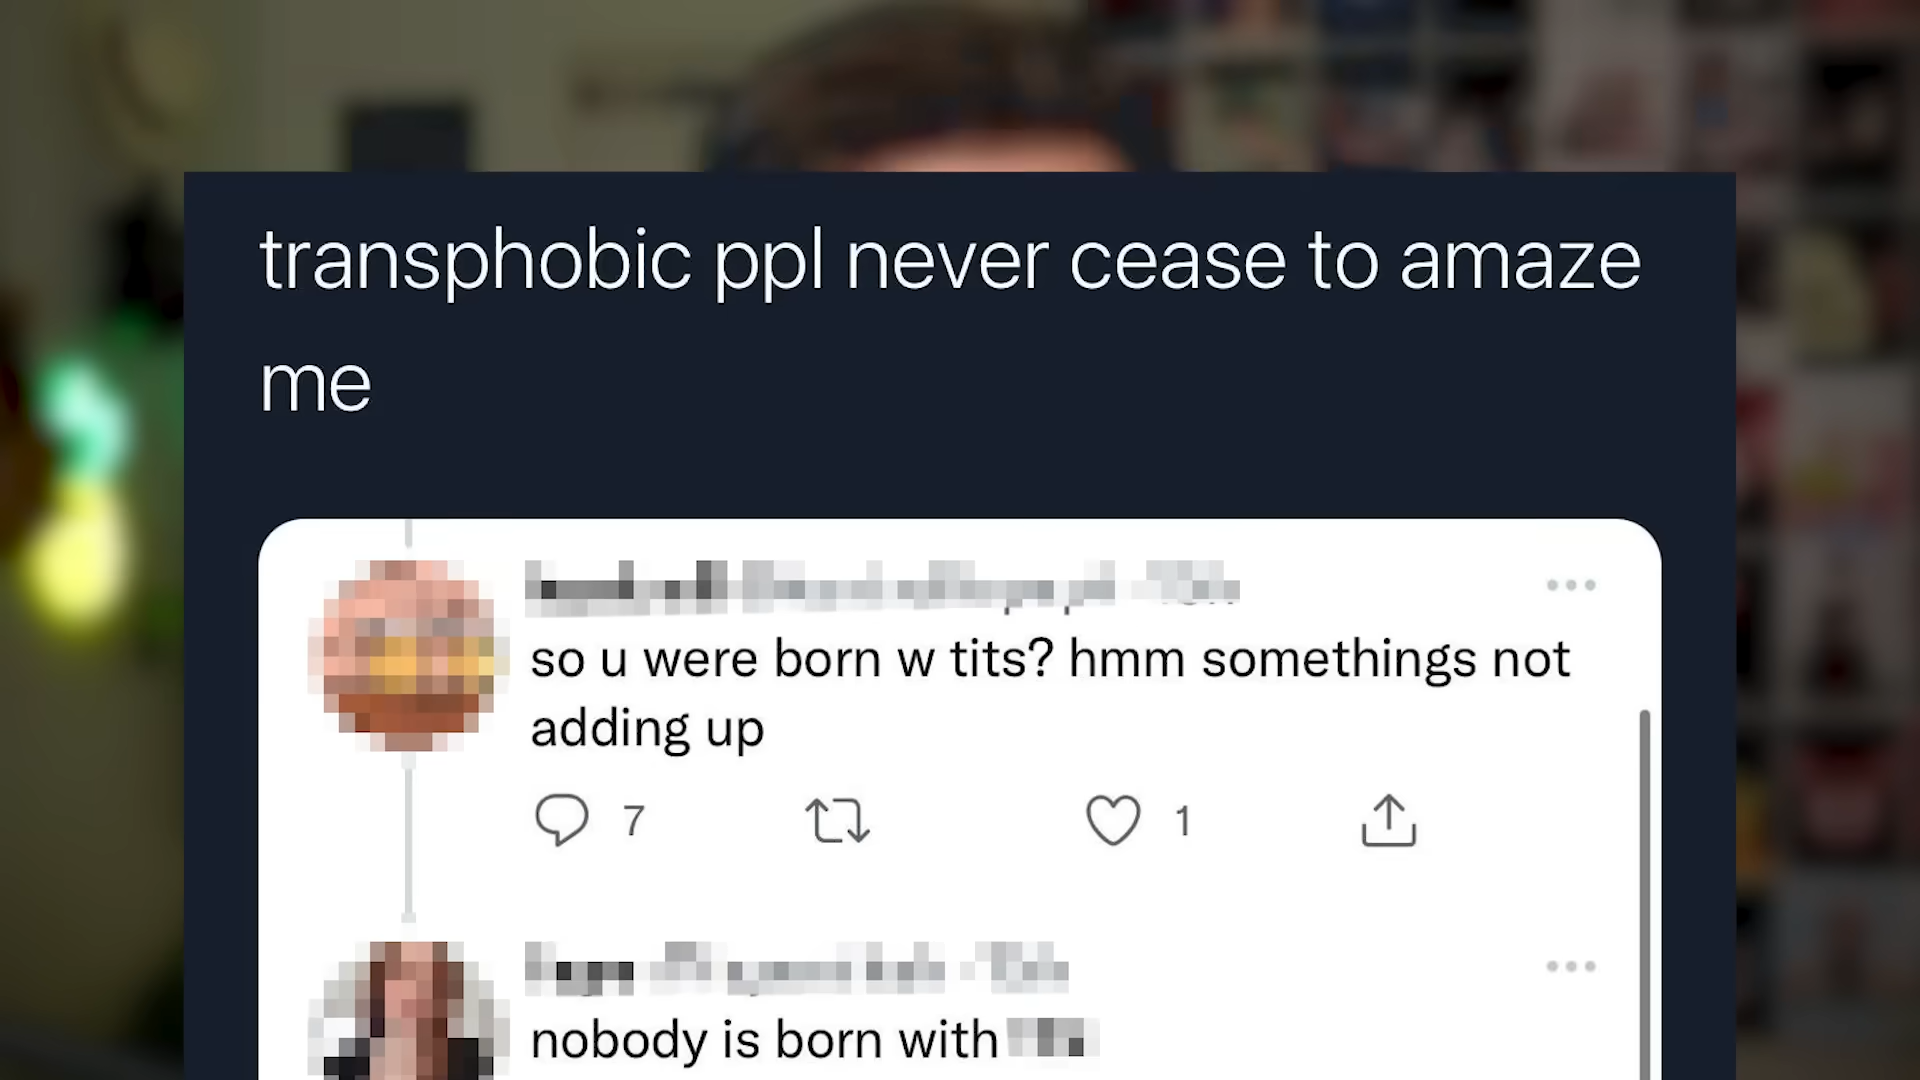 transphobic ppl never cease to amaze
me
so u were born w tits? hmm somethings not
adding up
7
1
nobody is born with